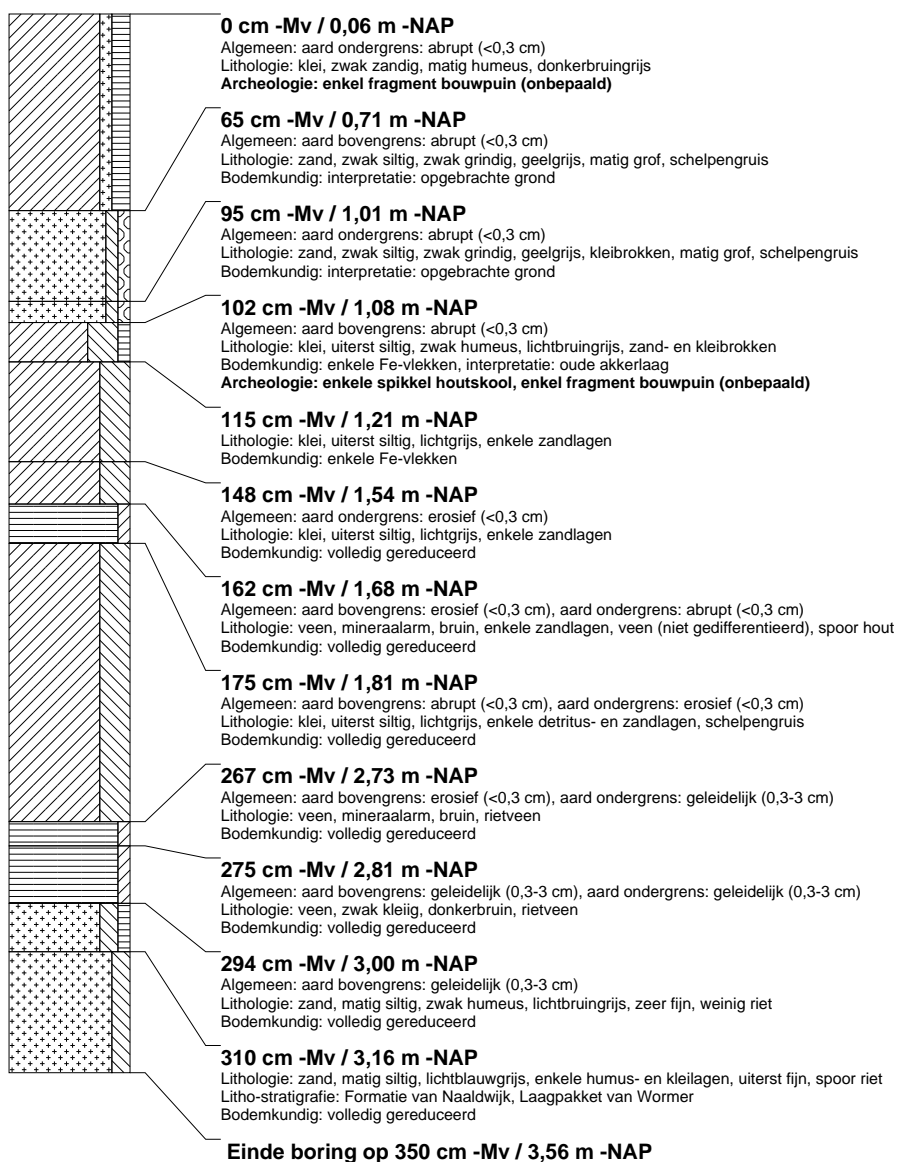 0 cm -Mv / 0,06 m -NAP
Algemeen: aard ondergrens: abrupt (<0,3 cm)
Lithologie: klei, zwak zandig, matig humeus, donkerbruingrijs
Archeologie: enkel fragment bouwpuin (onbepaald)
65 cm -Mv / 0,71 m -NAP
Algemeen: aard bovengrens: abrupt (<0,3 cm)
Lithologie: zand, zwak siltig, zwak grindig, geelgrijs, matig grof, schelpengruis
Bodemkundig: interpretatie: opgebrachte grond
95 cm -Mv / 1,01 m -NAP
Algemeen: aard ondergrens: abrupt (<0,3 cm)
Lithologie: zand, zwak siltig, zwak grindig, geelgrijs, kleibrokken, matig grof, schelpengruis
Bodemkundig: interpretatie: opgebrachte grond
102 cm -Mv / 1,08 m -NAP
Algemeen: aard bovengrens: abrupt (<0,3 cm)
Lithologie: klei, uiterst siltig, zwak humeus, lichtbruingrijs, zand- en kleibrokken
Bodemkundig: enkele Fe-vlekken, interpretatie: oude akkerlaag
Archeologie: enkele spikkel houtskool, enkel fragment bouwpuin (onbepaald)
115 cm -Mv / 1,21 m -NAP
Lithologie: klei, uiterst siltig, lichtgrijs, enkele zandlagen
Bodemkundig: enkele Fe-vlekken
148 cm -Mv / 1,54 m -NAP
Algemeen: aard ondergrens: erosief (<0,3 cm)
Lithologie: klei, uiterst siltig, lichtgrijs, enkele zandlagen
Bodemkundig: volledig gereduceerd
162 cm -Mv / 1,68 m -NAP
Algemeen: aard bovengrens: erosief (<0,3 cm), aard ondergrens: abrupt (<0,3 cm)
Lithologie: veen, mineraalarm, bruin, enkele zandlagen, veen (niet gedifferentieerd), spoor hout
Bodemkundig: volledig gereduceerd
175 cm -Mv / 1,81 m -NAP
Algemeen: aard bovengrens: abrupt (<0,3 cm), aard ondergrens: erosief (<0,3 cm)
Lithologie: klei, uiterst siltig, lichtgrijs, enkele detritus- en zandlagen, schelpengruis
Bodemkundig: volledig gereduceerd
267 cm -Mv / 2,73 m -NAP
Algemeen: aard bovengrens: erosief (<0,3 cm), aard ondergrens: geleidelijk (0,3-3 cm)
Lithologie: veen, mineraalarm, bruin, rietveen
Bodemkundig: volledig gereduceerd
275 cm -Mv / 2,81 m -NAP
Algemeen: aard bovengrens: geleidelijk (0,3-3 cm), aard ondergrens: geleidelijk (0,3-3 cm)
Lithologie: veen, zwak kleiig, donkerbruin, rietveen
Bodemkundig: volledig gereduceerd
294 cm -Mv / 3,00 m -NAP
Algemeen: aard bovengrens: geleidelijk (0,3-3 cm)
Lithologie: zand, matig siltig, zwak humeus, lichtbruingrijs, zeer fijn, weinig riet
Bodemkundig: volledig gereduceerd
310 cm -Mv / 3,16 m -NAP
Lithologie: zand, matig siltig, lichtblauwgrijs, enkele humus- en kleilagen, uiterst fijn, spoor riet
Litho-stratigrafie: Formatie van Naaldwijk, Laagpakket van Wormer
Bodemkundig: volledig gereduceerd
Einde boring op 350 cm -Mv / 3,56 m -NAP